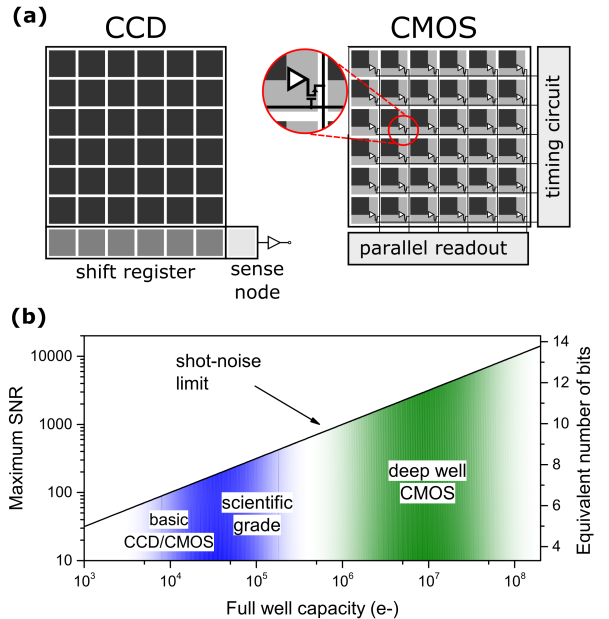 (a)
CCD
CMOS
timing circuit
parallel readout
shift register
sense
node
(b)
Maximum SNR
10000
1000
100
10
shot-noise
limit
basic
CCD/CMOS
scientific
grade
deep well
CMOS
14
12
10
8
6
4
Equivalent number of bits
10³
10⁴
10⁵
10⁶
10⁷
10⁸
Full well capacity (e-)